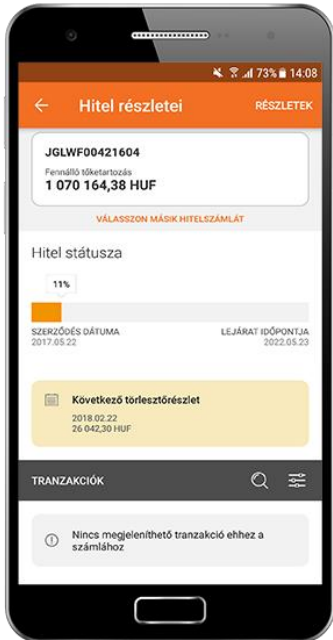 73% 14:08
Hitel részletei RÉSZLETEK
JGLWF00421604
Fennálló tőketartozás
1 070 164,38 HUF
VÁLASSZON MÁSIK HITELSZÁMLÁT
Hitel státusza
11%
SZERZŐDÉS DÁTUMA LEJÁRAT IDŐPONTJA
2017.05.22 2022.05.23
Következő törlesztőrészlet
2018.02.22
26 042,30 HUF
TRANZAKCIÓK
Nincs megjeleníthető tranzakció ehhez a
számlához